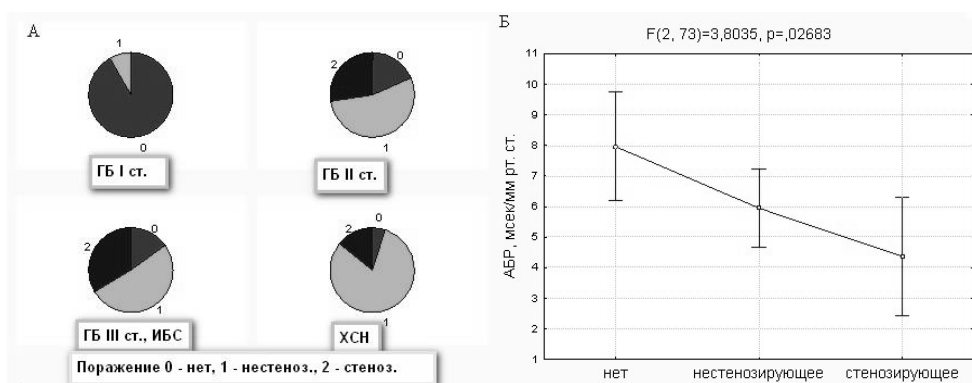 А
1
0
ГБ I ст.
2
0
1
ГБ II ст.
2
0
1
ГБ III ст., ИБС
2
0
1
ХСН
Поражение 0 - нет, 1 - нестеноз., 2 - стеноз.
Б
F(2, 73)=3,8035, p=,02683
АБР, мсек/мм рт. ст.
11
10
9
8
7
6
5
4
3
2
1
нет
нестенозирующее
стенозирующее